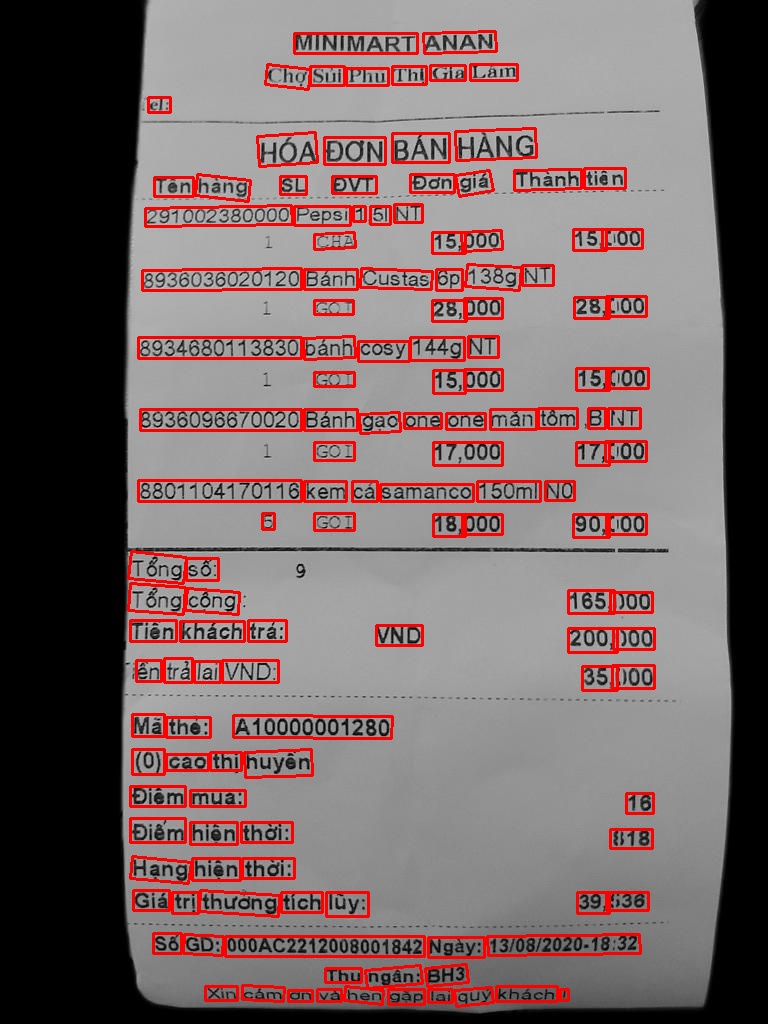 MINIMART ANAN
Chợ Sủi Phú Thị Gia Lâm
Tel:
HÓA ĐƠN BÁN HÀNG
Tên hàng SL ĐVT Đơn giá Thành tiền
291002380000 Pepsi 1.5l NT
1 CHA 15,000 15,000
8936036020120 Bánh Custas 6p 138g NT
1 GOI 28,000 28,000
8934680113830 bánh cosy 144g NT
1 GOI 15,000 15,000
8936096670020 Bánh gạo one one mặn tôm ,B NT
1 GOI 17,000 17,000
8801104170116 kem cá samanco 150ml N0
5 GOI 18,000 90,000
Tổng số: 9
Tổng cộng : 165,000
Tiền khách trả: VND 200,000
Tiền trả lại VND: 35,000
Mã thẻ: A10000001280
(0) cao thị huyền
Điểm mua: 16
Điểm hiện thời: 818
Hạng hiện thời:
Giá trị thưởng tích lũy: 39,636
Số GD: 000AC2212008001842 Ngày: 13/08/2020-18:32
Thu ngân: BH3
Xin cảm ơn và hẹn gặp lại quý khách !